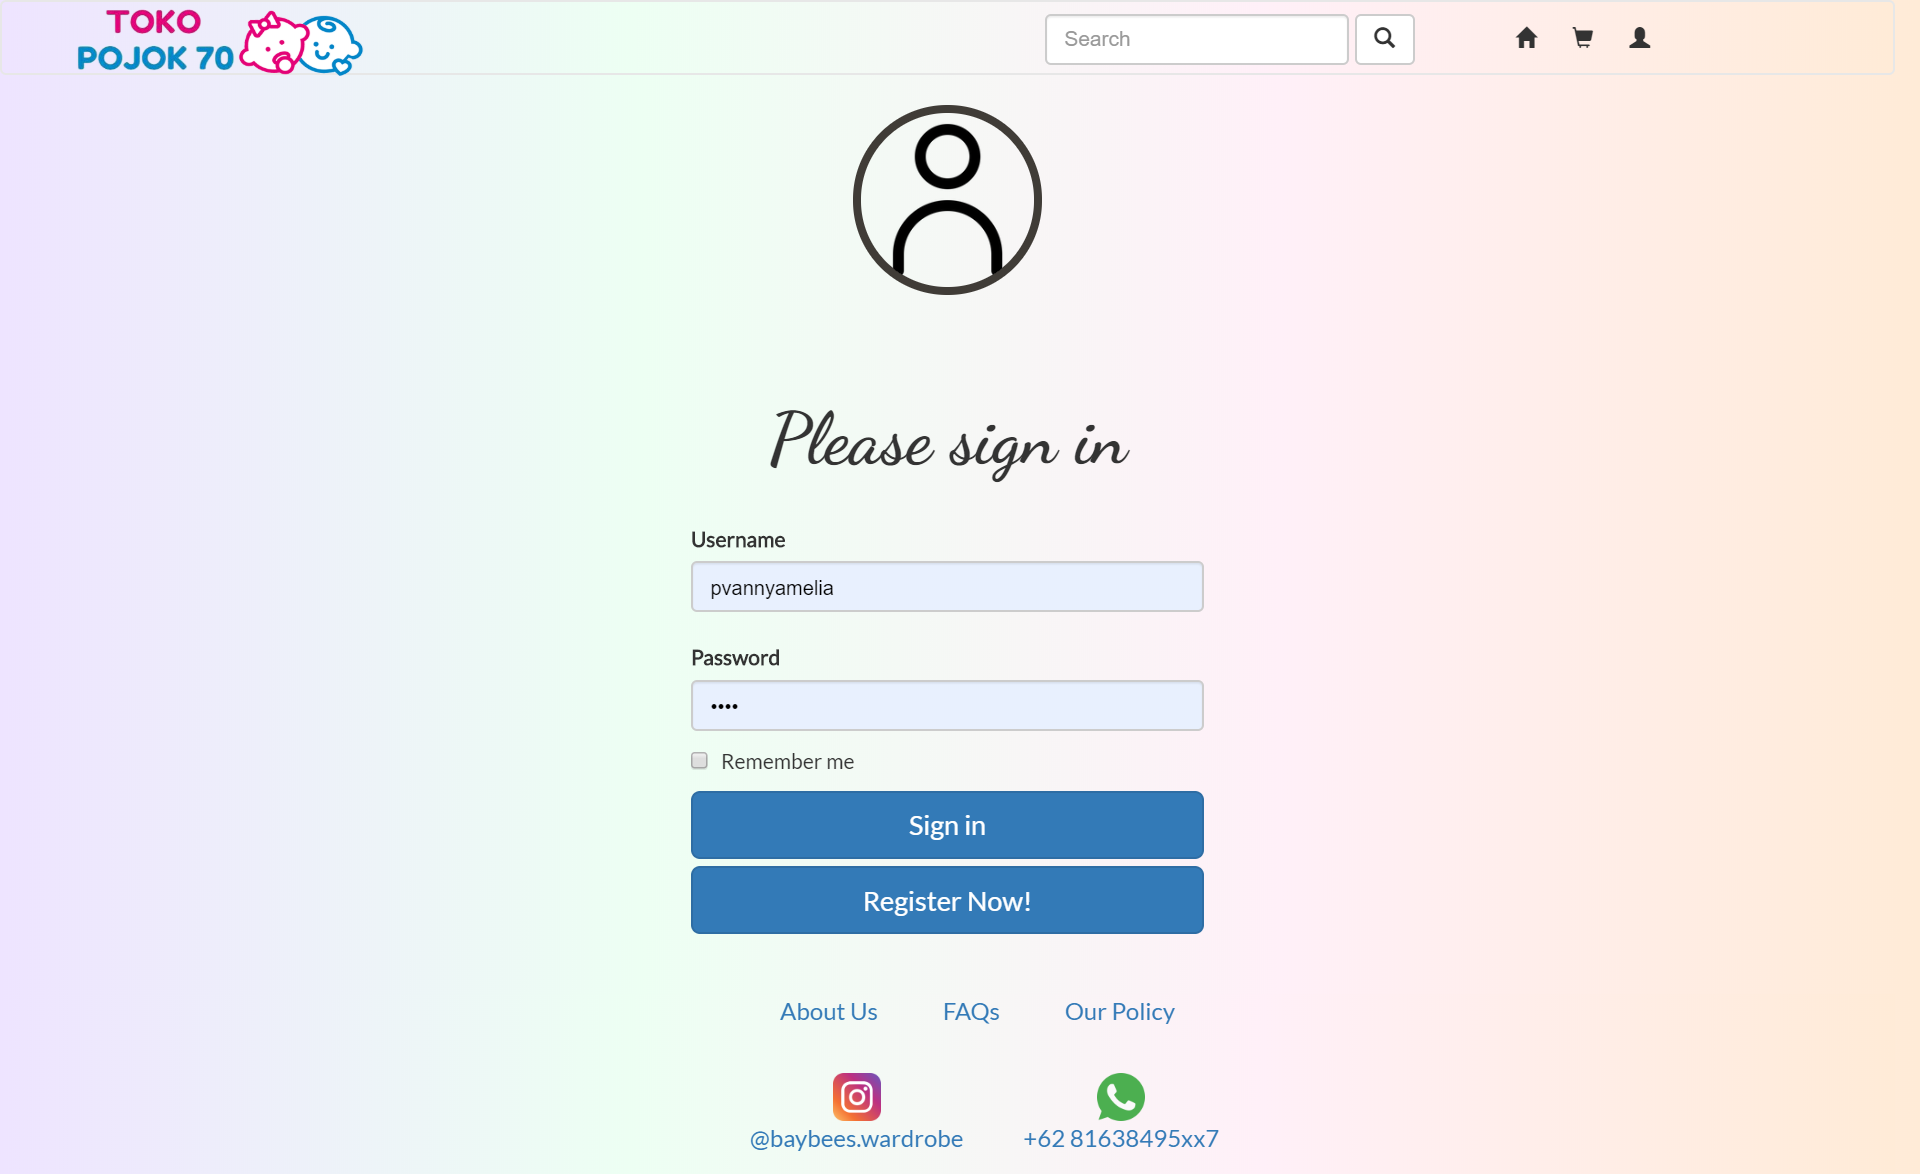 TOKO
POJOK 70
Search
Please sign in
Username
pvannyamelia
Password
••••
Remember me
Sign in
Register Now!
About Us FAQs Our Policy
@baybees.wardrobe +62 81638495xx7